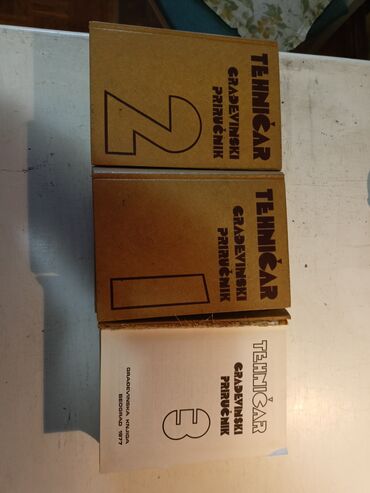 TEHNIČAR
GRAĐEVINSKI
PRIRUČNIK
2
TEHNIČAR
GRAĐEVINSKI
PRIRUČNIK
1
TEHNIČAR
GRAĐEVINSKI
PRIRUČNIK
3
GRAĐEVINSKA KNJIGA
BEOGRAD 1977